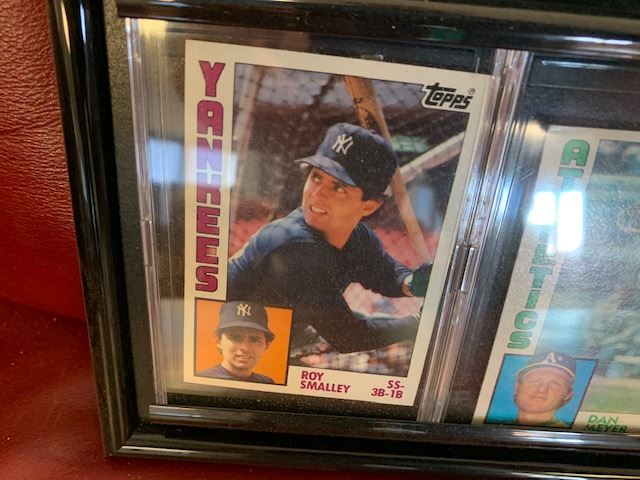 YANKEES
Topps
NY
NY
ROY
SMALLEY
SS-
3B-1B
ATHLETICS
A's
DAN
MEYER